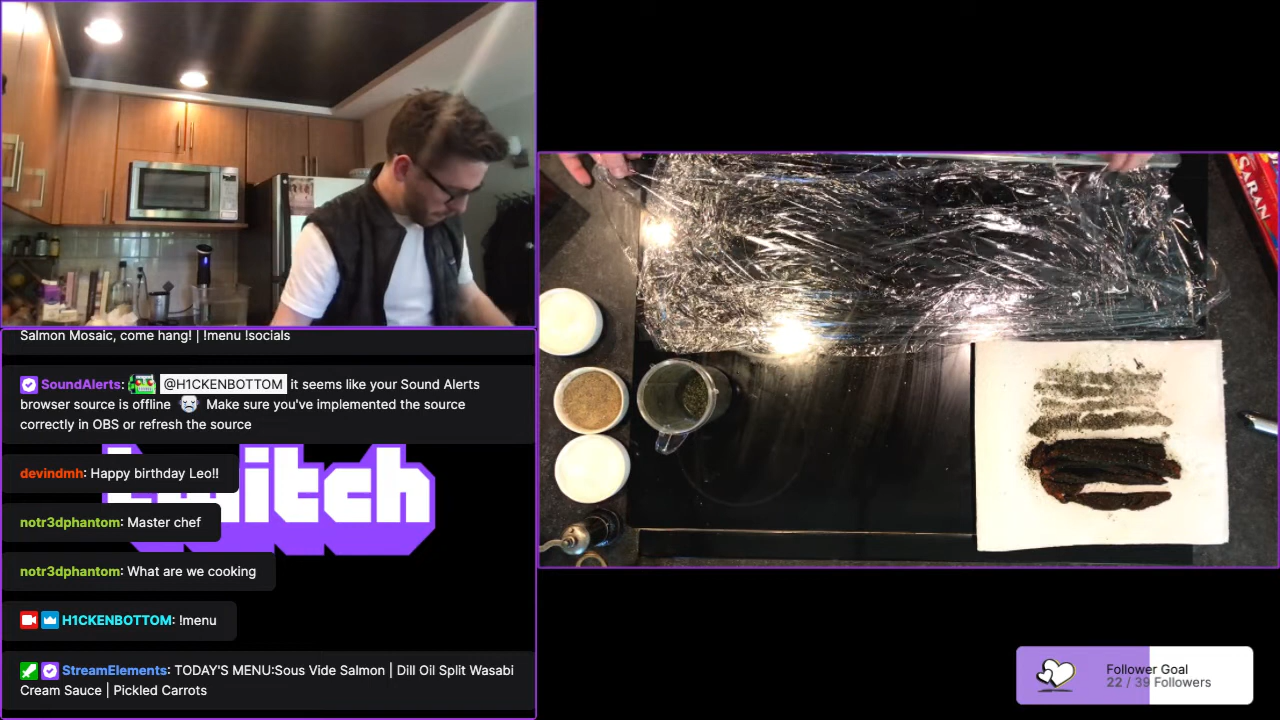 Salmon Mosaic, come hang! | !menu !socials
SoundAlerts: @H1CKENBOTTOM it seems like your Sound Alerts
browser source is offline Make sure you've implemented the source
correctly in OBS or refresh the source
twitch
devindmh: Happy birthday Leo!!
notr3dphantom: Master chef
notr3dphantom: What are we cooking
H1CKENBOTTOM: !menu
StreamElements: TODAY'S MENU:Sous Vide Salmon | Dill Oil Split Wasabi
Cream Sauce | Pickled Carrots
SARAN
Follower Goal
22 / 39 Followers